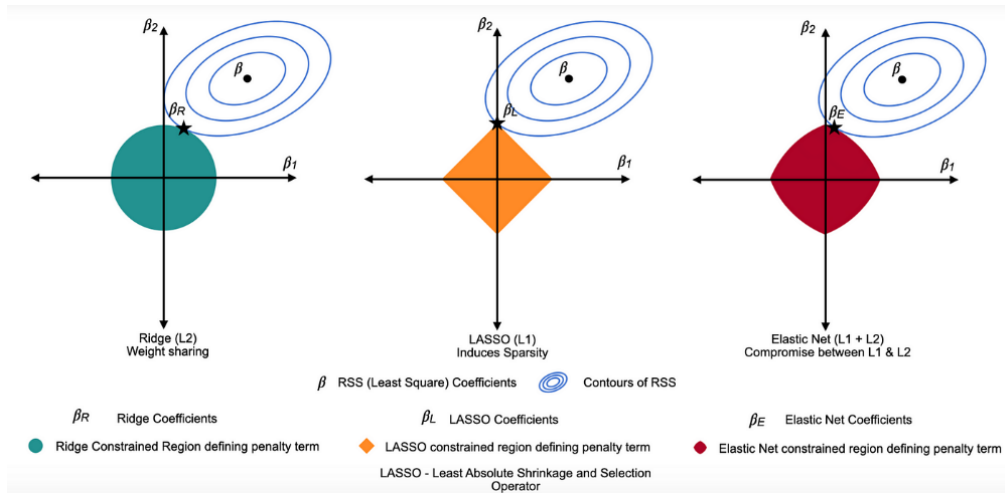 β2
β
βR
β1
Ridge (L2)
Weight sharing
β2
β
βL
β1
LASSO (L1)
Induces Sparsity
β2
β
βE
β1
Elastic Net (L1 + L2)
Compromise between L1 & L2
β RSS (Least Square) Coefficients
Contours of RSS
βR Ridge Coefficients
βL LASSO Coefficients
βE Elastic Net Coefficients
Ridge Constrained Region defining penalty term
LASSO constrained region defining penalty term
Elastic Net constrained region defining penalty term
LASSO - Least Absolute Shrinkage and Selection
Operator